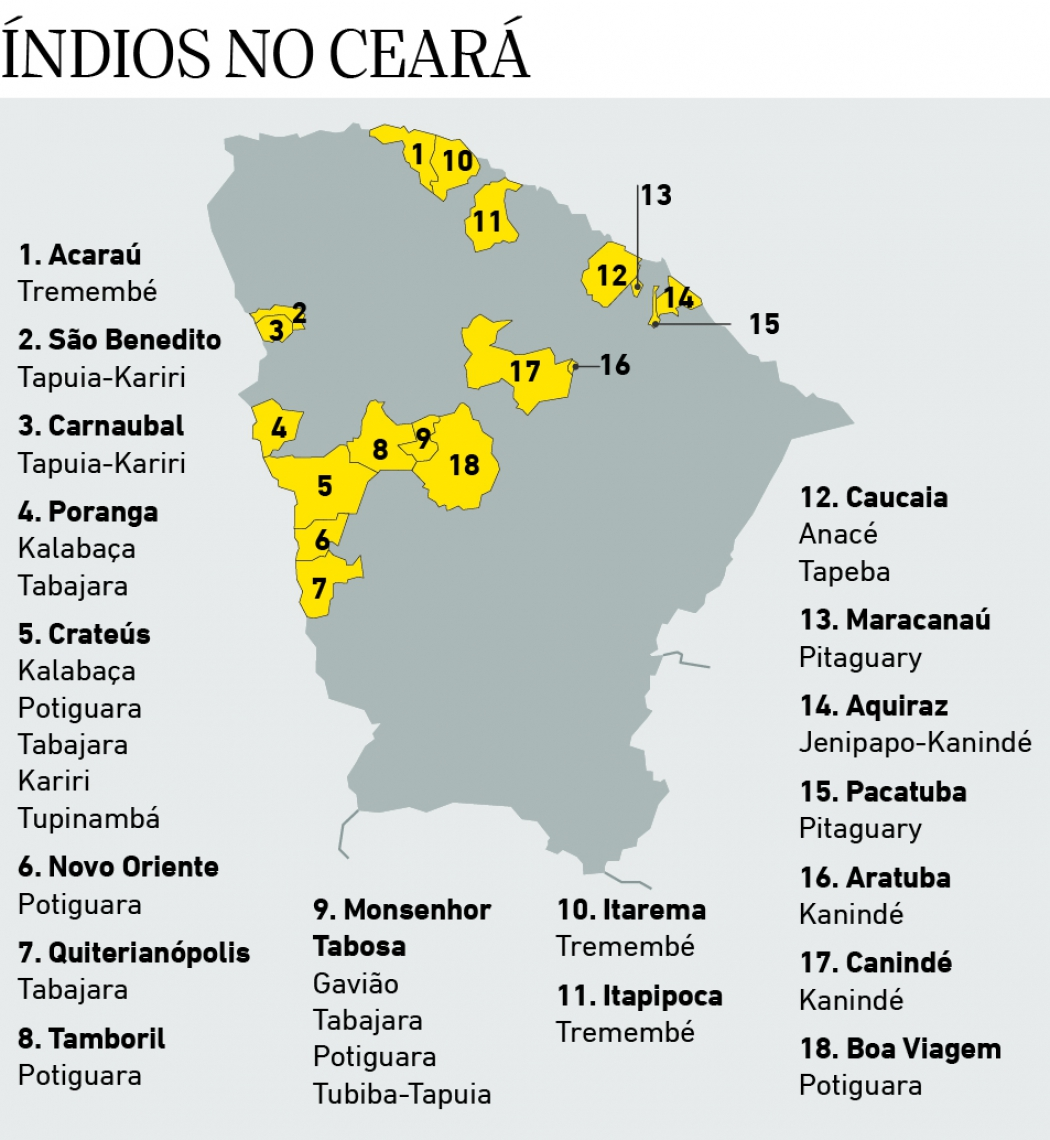 ÍNDIOS NO CEARÁ
1
10
11
13
12
14
15
2
3
16
17
4
8
9
18
5
6
7
1. Acaraú
Tremembé
2. São Benedito
Tapuia-Kariri
3. Carnaubal
Tapuia-Kariri
4. Poranga
Kalabaça
Tabajara
5. Crateús
Kalabaça
Potiguara
Tabajara
Kariri
Tupinambá
6. Novo Oriente
Potiguara
7. Quiterianópolis
Tabajara
8. Tamboril
Potiguara
9. Monsenhor
Tabosa
Gavião
Tabajara
Potiguara
Tubiba-Tapuia
10. Itarema
Tremembé
11. Itapipoca
Tremembé
12. Caucaia
Anacé
Tapeba
13. Maracanaú
Pitaguary
14. Aquiraz
Jenipapo-Kanindé
15. Pacatuba
Pitaguary
16. Aratuba
Kanindé
17. Canindé
Kanindé
18. Boa Viagem
Potiguara